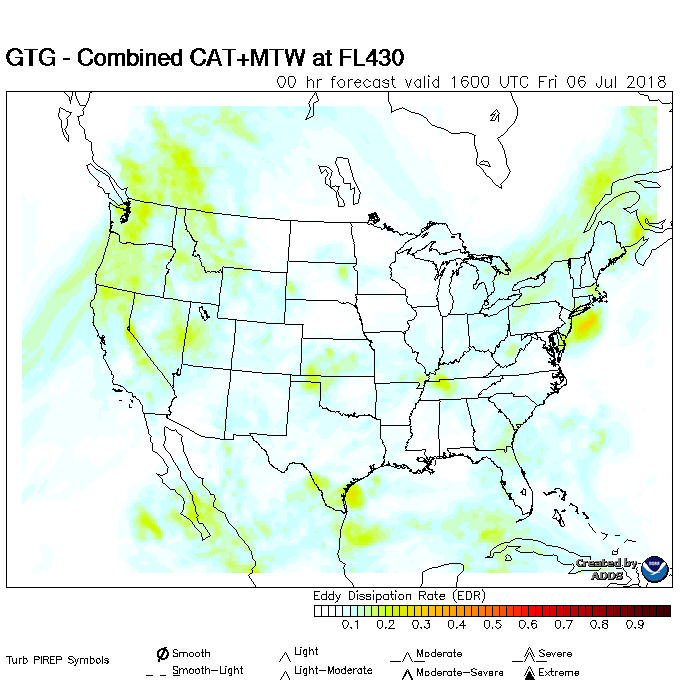 GTG - Combined CAT+MTW at FL430
00 hr forecast valid 1600 UTC Fri 06 Jul 2018
Created by
ADDS
Eddy Dissipation Rate (EDR)
0.1 0.2 0.3 0.4 0.5 0.6 0.7 0.8 0.9
Turb PIREP Symbols
Smooth Light Moderate Severe
Smooth-Light Light-Moderate Moderate-Severe Extreme